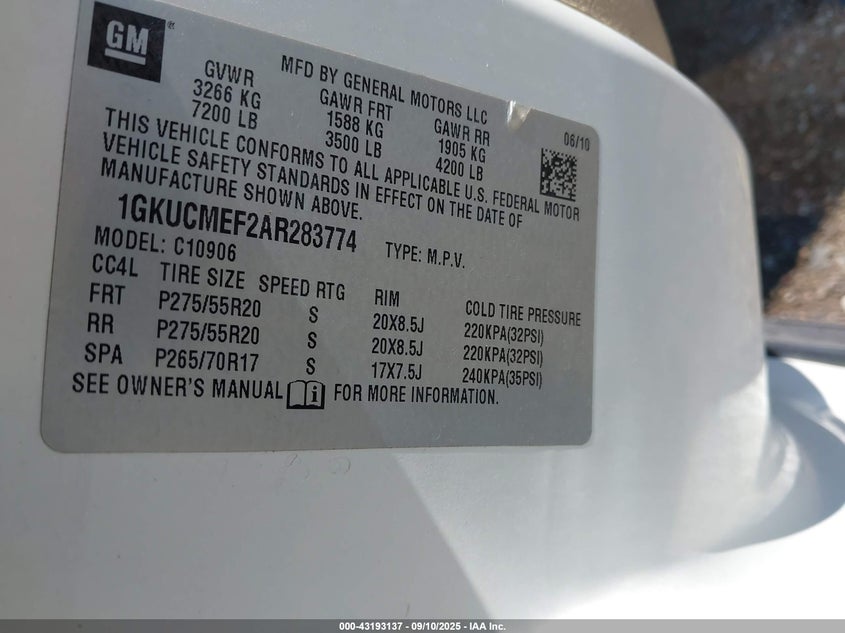 GM ®
MFD BY GENERAL MOTORS LLC
GVWR GAWR FRT GAWR RR 06/10
3266 KG 1588 KG 1905 KG
7200 LB 3500 LB 4200 LB
THIS VEHICLE CONFORMS TO ALL APPLICABLE U.S. FEDERAL MOTOR
VEHICLE SAFETY STANDARDS IN EFFECT ON THE DATE OF
MANUFACTURE SHOWN ABOVE.
1GKUCMEF2AR283774 TYPE: M.P.V.
MODEL: C10906
CC4L TIRE SIZE SPEED RTG RIM COLD TIRE PRESSURE
FRT P275/55R20 S 20X8.5J 220KPA(32PSI)
RR P275/55R20 S 20X8.5J 220KPA(32PSI)
SPA P265/70R17 S 17X7.5J 240KPA(35PSI)
SEE OWNER'S MANUAL i FOR MORE INFORMATION.
000-43193137 - 09/10/2025 - IAA Inc.